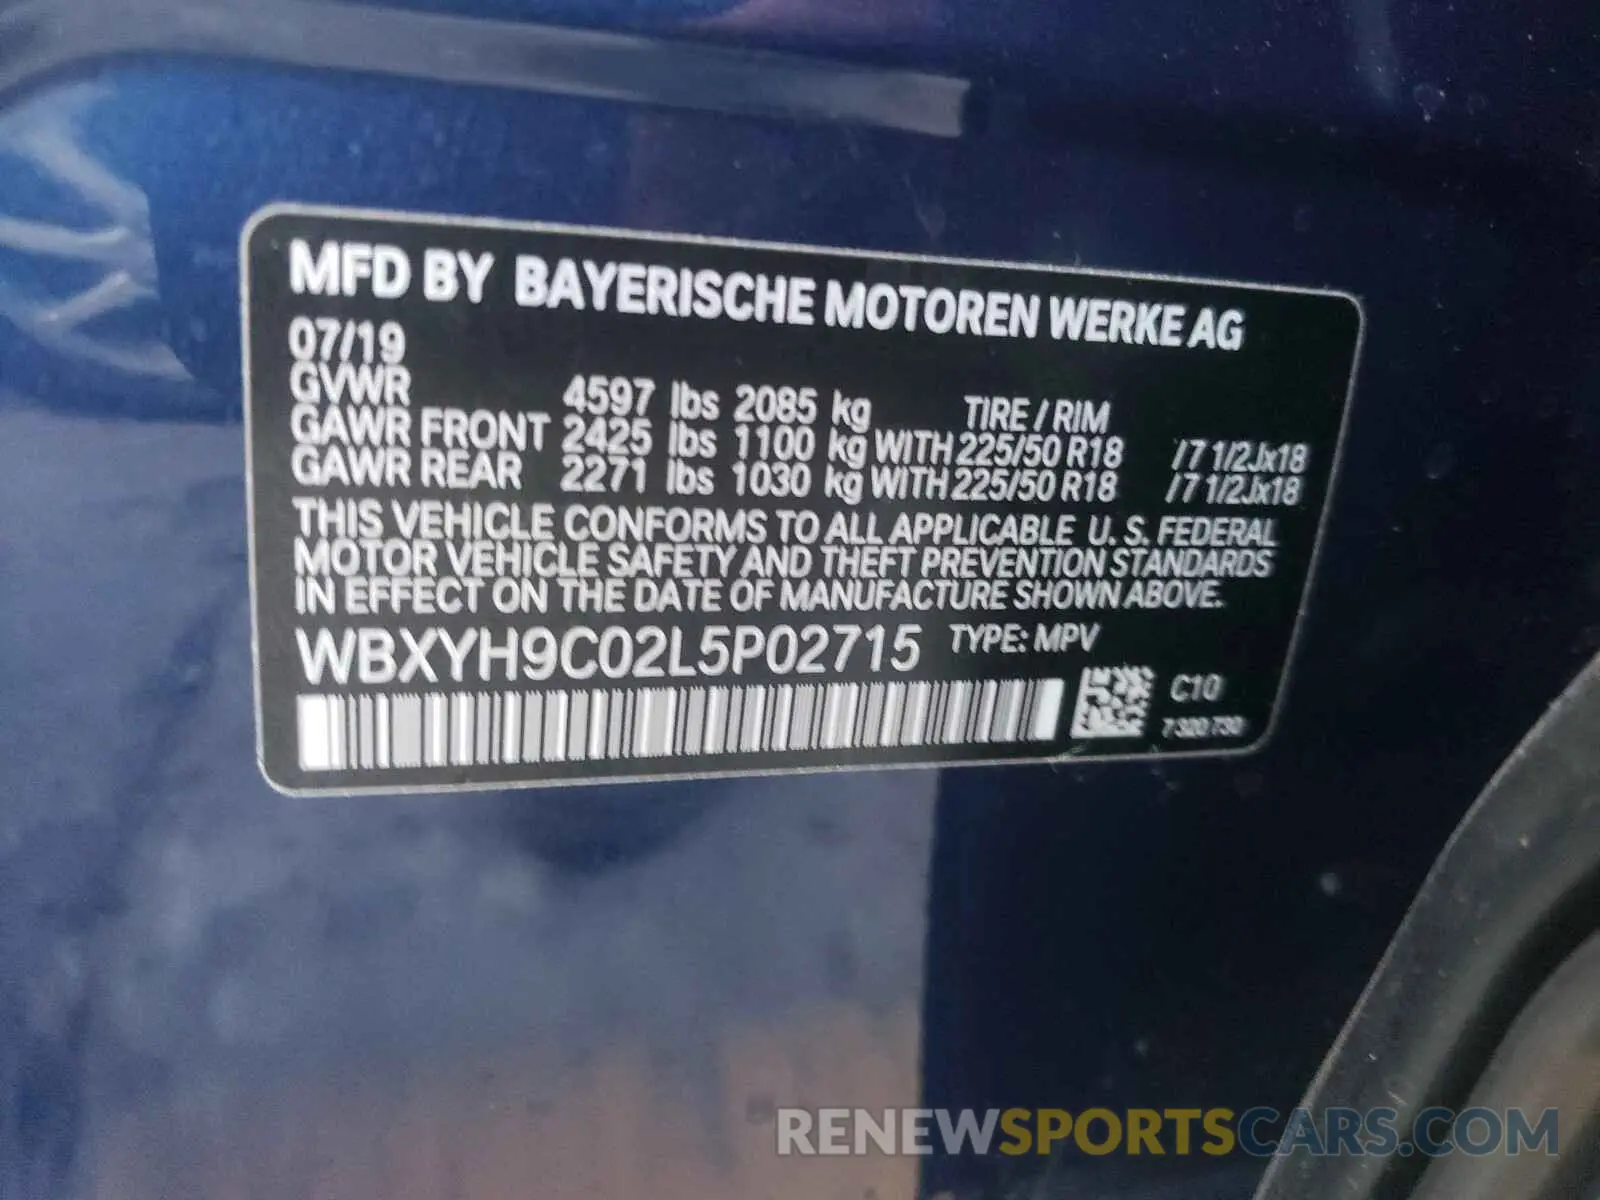 MFD BY BAYERISCHE MOTOREN WERKE AG
07/19
GVWR 4597 lbs 2085 kg TIRE / RIM
GAWR FRONT 2425 lbs 1100 kg WITH 225/50 R18 /7 1/2Jx18
GAWR REAR 2271 lbs 1030 kg WITH 225/50 R18 /7 1/2Jx18
THIS VEHICLE CONFORMS TO ALL APPLICABLE U. S. FEDERAL
MOTOR VEHICLE SAFETY AND THEFT PREVENTION STANDARDS
IN EFFECT ON THE DATE OF MANUFACTURE SHOWN ABOVE.
WBXYH9C02L5P02715 TYPE: MPV
C10
7 320 730
RENEWSPORTSCARS.COM